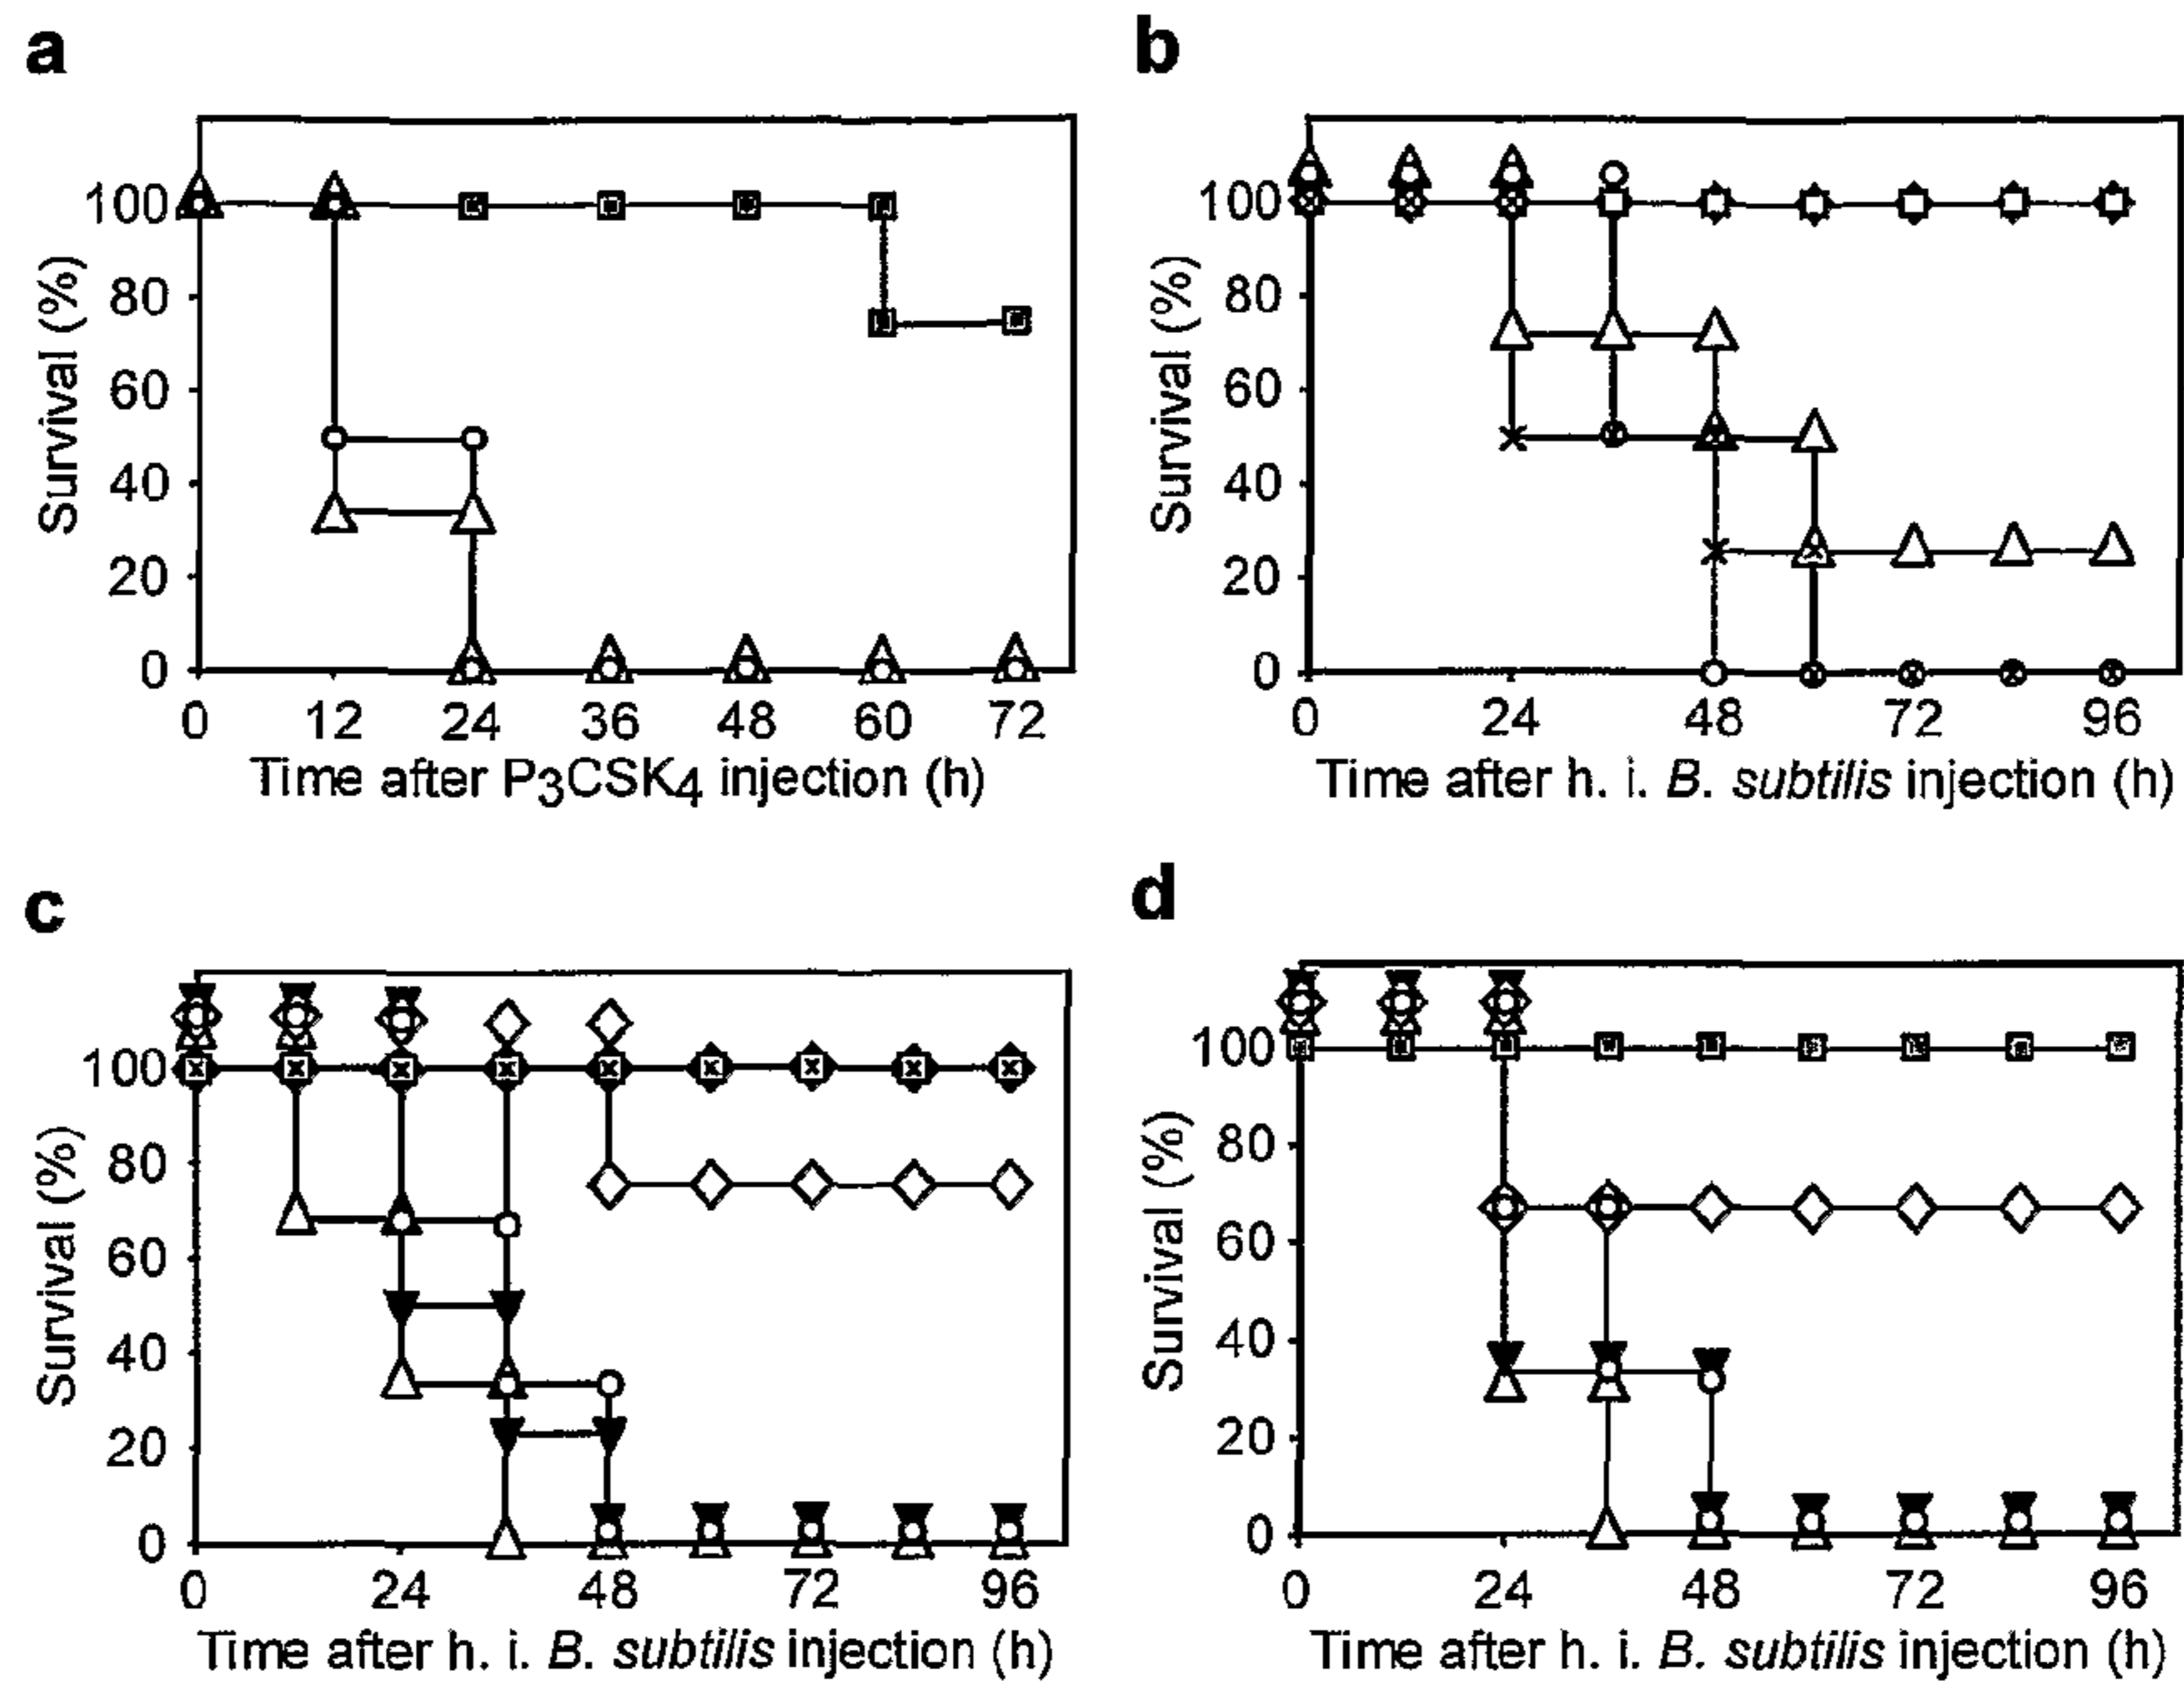 a
100
80
60
40
20
0
Survival (%)
0 12 24 36 48 60 72
Time after P3CSK4 injection (h)
b
100
80
60
40
20
0
Survival (%)
0 24 48 72 96
Time after h. i. B. subtilis injection (h)
c
100
80
60
40
20
0
Survival (%)
0 24 48 72 96
Time after h. i. B. subtilis injection (h)
d
100
80
60
40
20
0
Survival (%)
0 24 48 72 96
Time after h. i. B. subtilis injection (h)